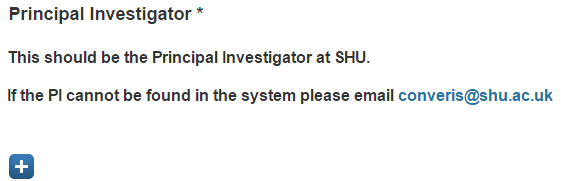 Principal Investigator *
This should be the Principal Investigator at SHU.
If the PI cannot be found in the system please email converis@shu.ac.uk